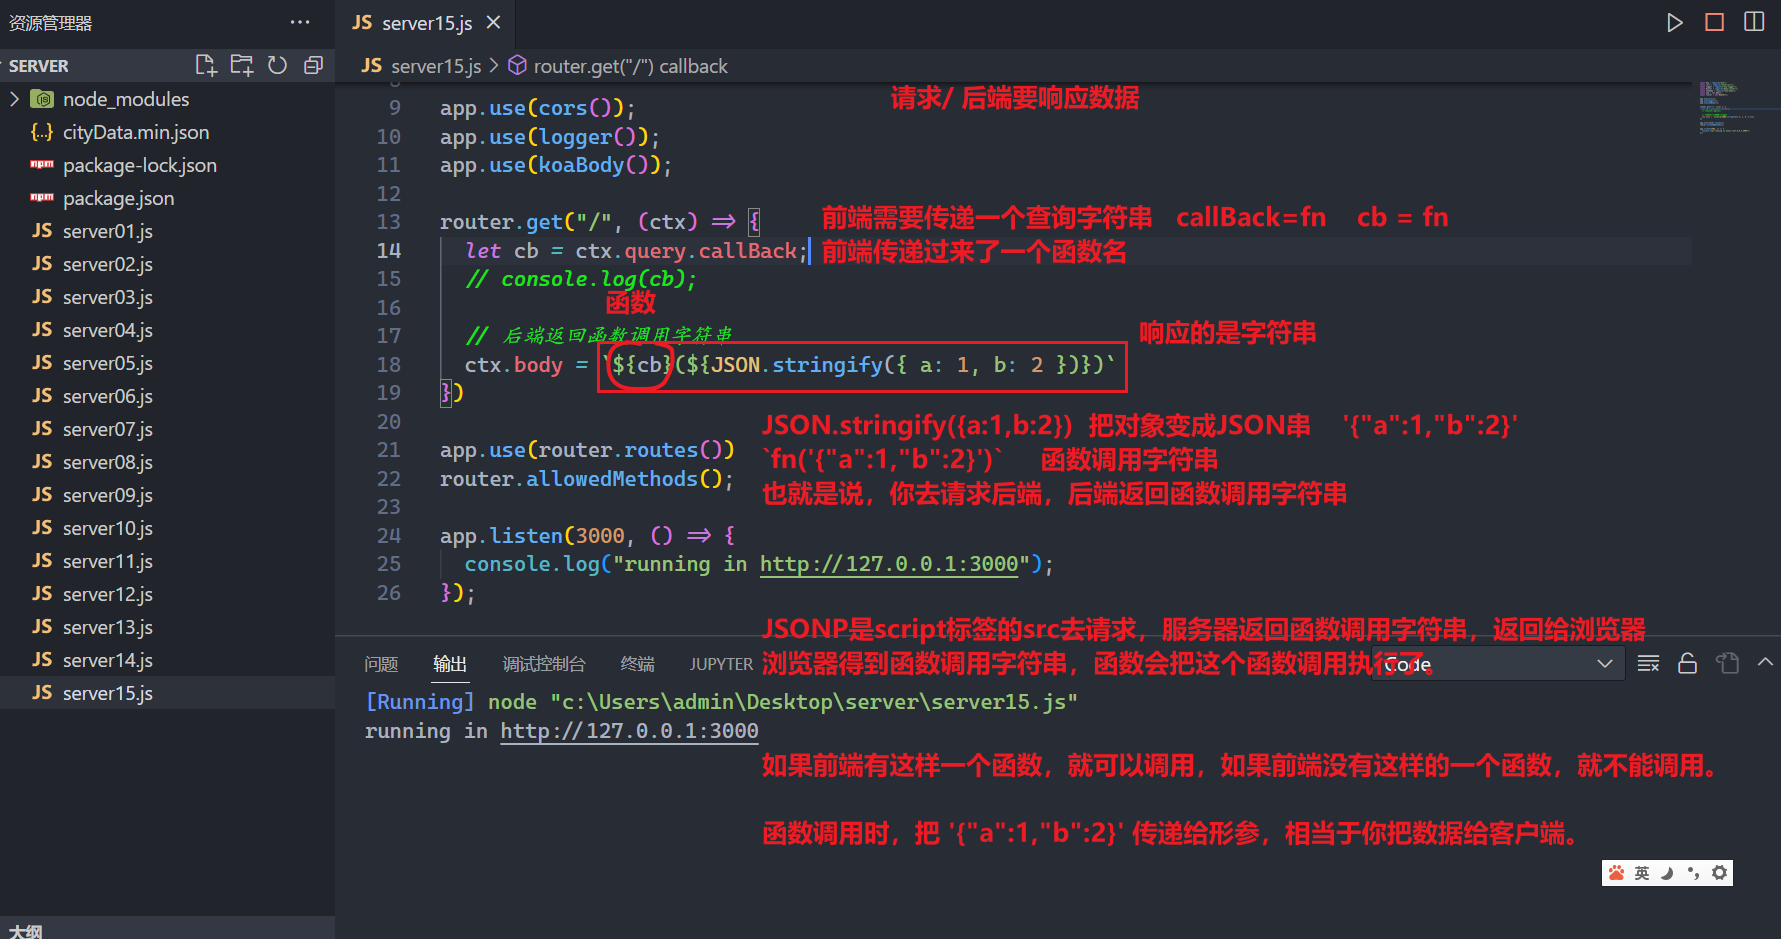 资源管理器
SERVER
node_modules
cityData.min.json
package-lock.json
package.json
server01.js
server02.js
server03.js
server04.js
server05.js
server06.js
server07.js
server08.js
server09.js
server10.js
server11.js
server12.js
server13.js
server14.js
server15.js
大纲
JS server15.js
JS server15.js > router.get("/") callback
请求/ 后端要响应数据
9 app.use(cors());
10 app.use(logger());
11 app.use(koaBody());
12
13 router.get("/", (ctx) => { 前端需要传递一个查询字符串 callBack=fn cb = fn
14 let cb = ctx.query.callBack; 前端传递过来了一个函数名
15 // console.log(cb);
函数
16
17 // 后端返回函数调用字符串 响应的是字符串
18 ctx.body = `${cb}(${JSON.stringify({ a: 1, b: 2 })})`
19 })
20 JSON.stringify({a:1,b:2}) 把对象变成JSON串 '{"a":1,"b":2}'
21 app.use(router.routes()) `fn('{"a":1,"b":2}')` 函数调用字符串
22 router.allowedMethods(); 也就是说，你去请求后端，后端返回函数调用字符串
23
24 app.listen(3000, () => {
25 console.log("running in http://127.0.0.1:3000");
26 });
JSONP是script标签的src去请求，服务器返回函数调用字符串，返回给浏览器
浏览器得到函数调用字符串，函数会把这个函数调用执行了。
问题 输出 调试控制台 终端 JUPYTER Code
[Running] node "c:\Users\admin\Desktop\server\server15.js"
running in http://127.0.0.1:3000
如果前端有这样一个函数，就可以调用，如果前端没有这样的一个函数，就不能调用。
函数调用时，把 '{"a":1,"b":2}' 传递给形参，相当于你把数据给客户端。
英